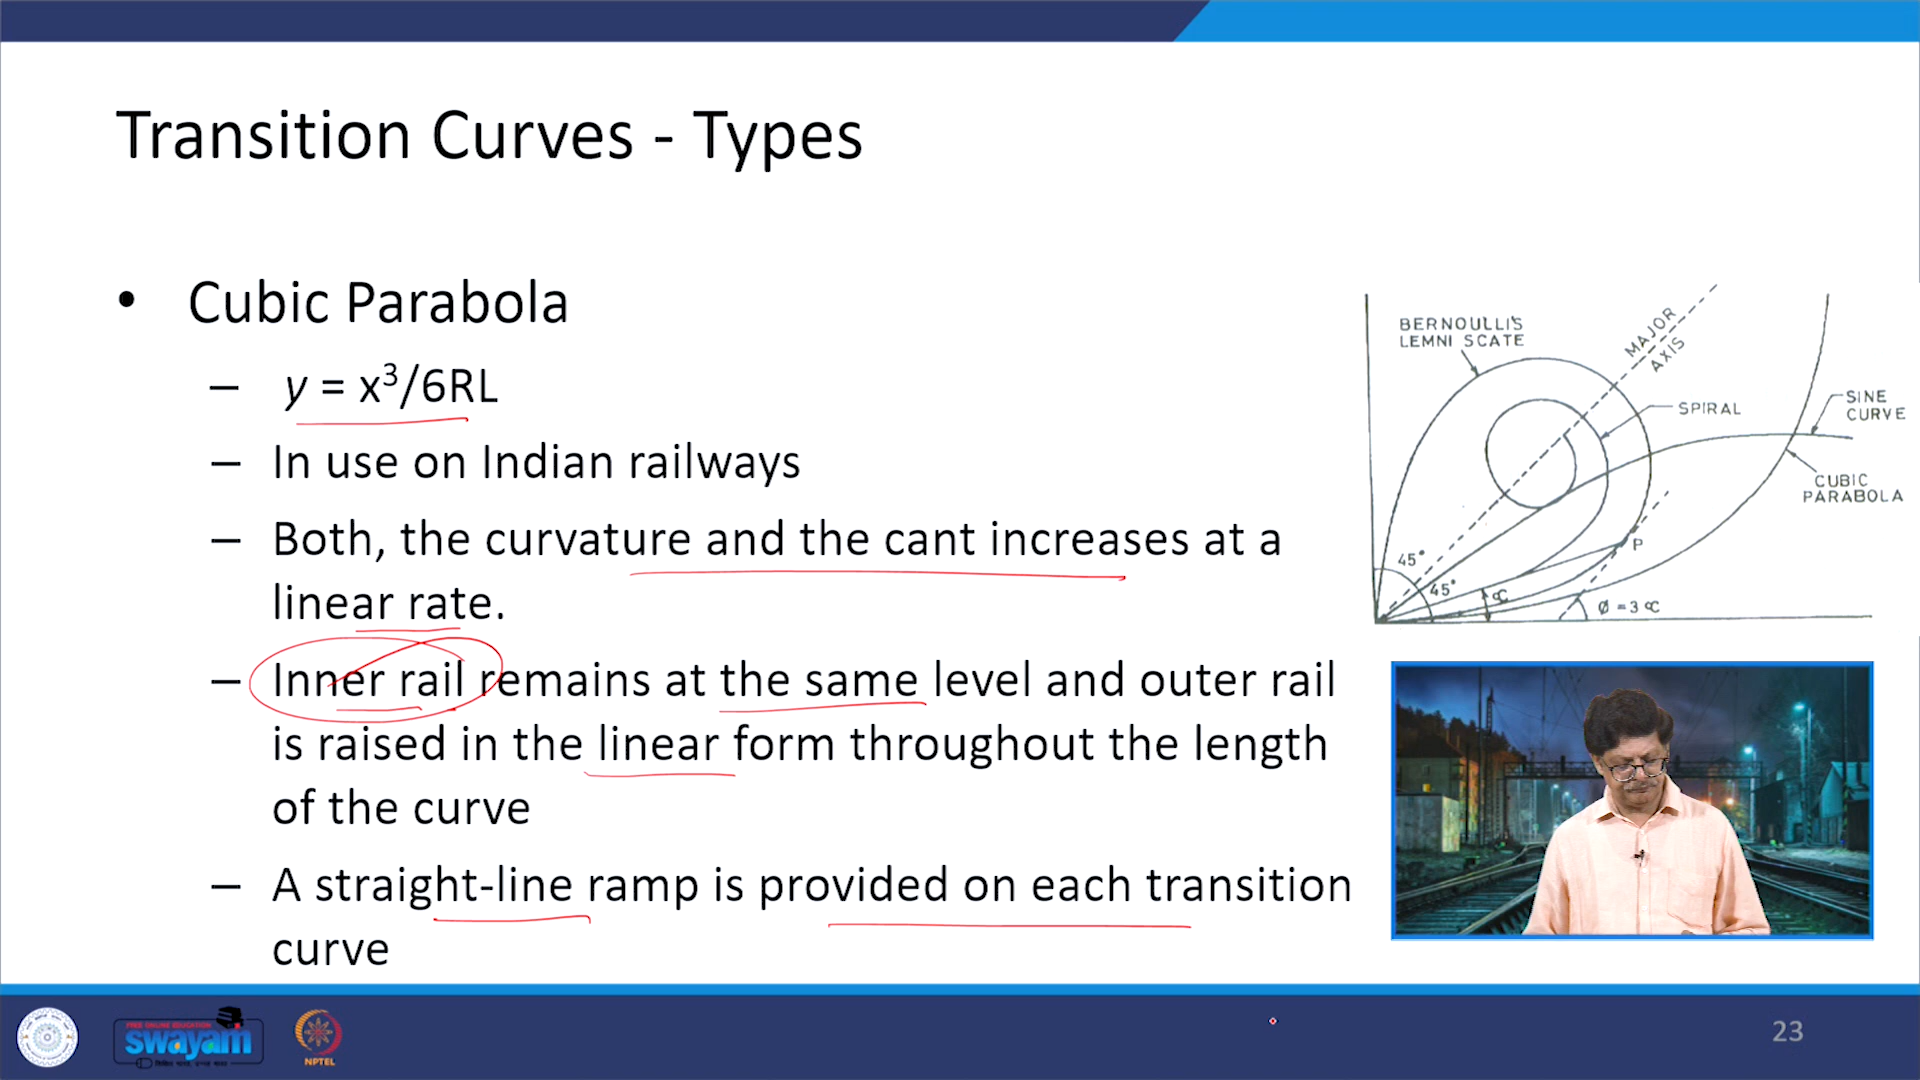 Transition Curves - Types
• Cubic Parabola
– y = x³/6RL
– In use on Indian railways
– Both, the curvature and the cant increases at a
linear rate.
– Inner rail remains at the same level and outer rail
is raised in the linear form throughout the length
of the curve
– A straight-line ramp is provided on each transition
curve
BERNOULLI'S
LEMNI SCATE
MAJOR
AXIS
SPIRAL
SINE
CURVE
CUBIC
PARABOLA
P
45°
45°
∝
Ø = 3 ∝
FREE ONLINE EDUCATION
swayam
NPTEL
23